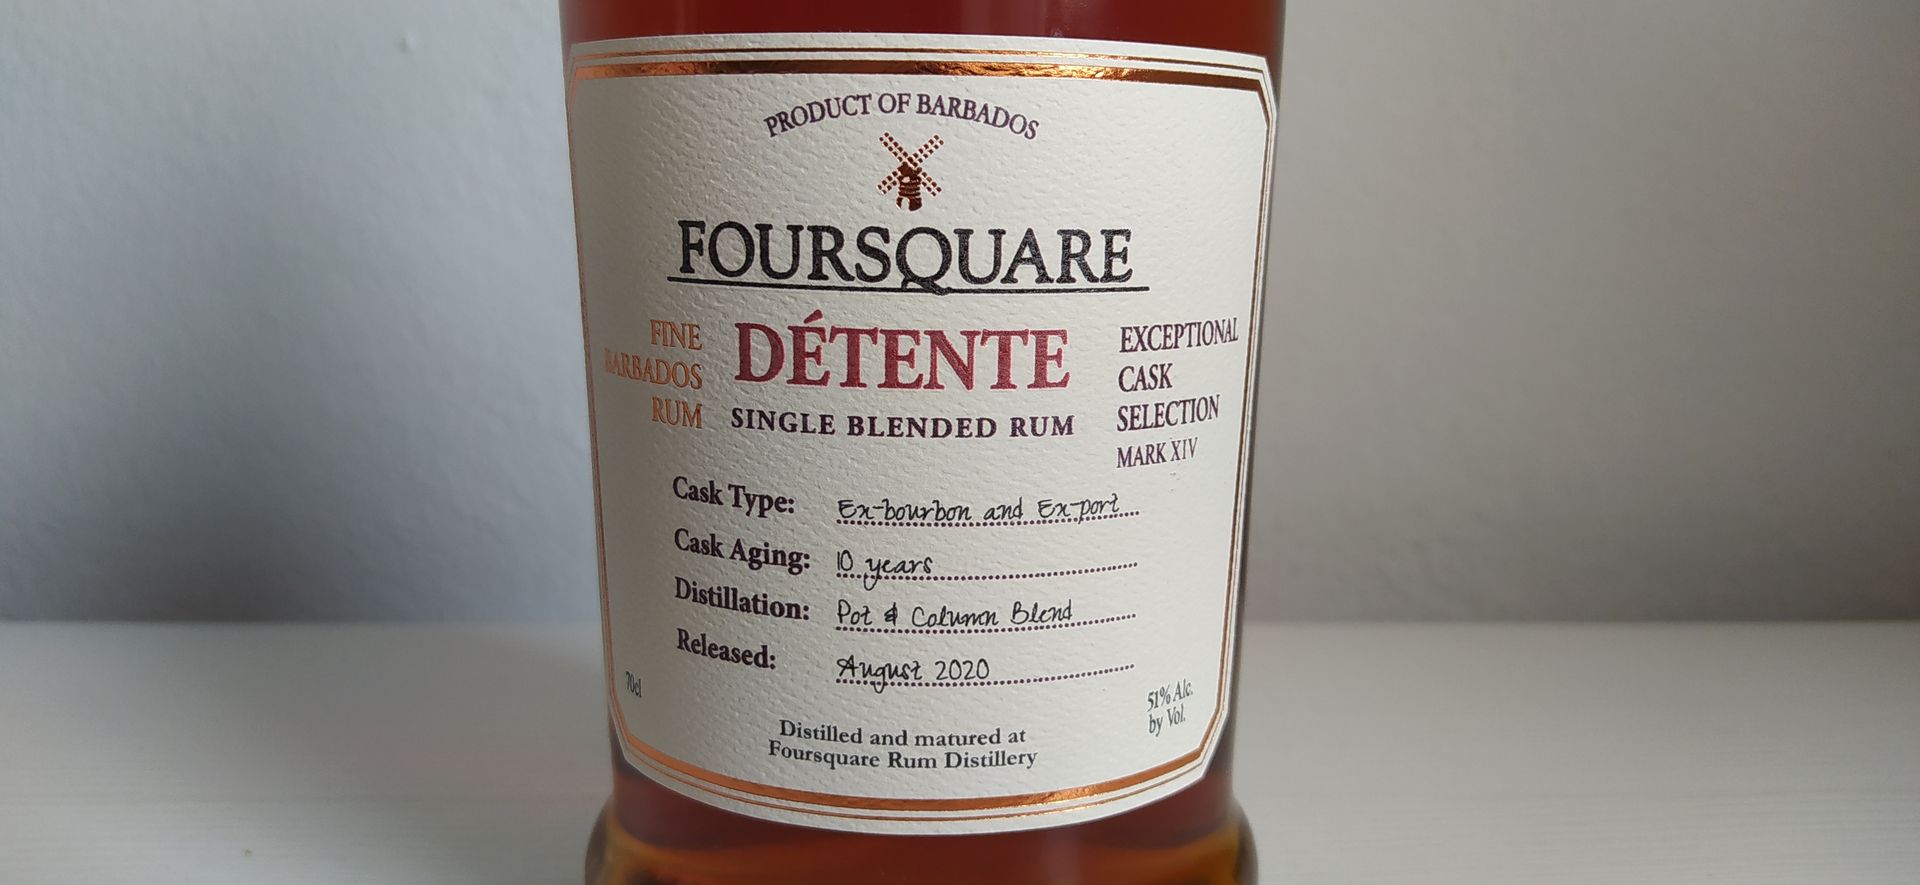 PRODUCT OF BARBADOS
FOURSQUARE
FINE
BARBADOS
RUM
DÉTENTE
SINGLE BLENDED RUM
EXCEPTIONAL
CASK
SELECTION
MARK XIV
Cask Type: Ex-bourbon and Ex-port
Cask Aging: 10 years
Distillation: Pot & Column Blend
Released: August 2020
70cl
51% Alc.
by Vol.
Distilled and matured at
Foursquare Rum Distillery